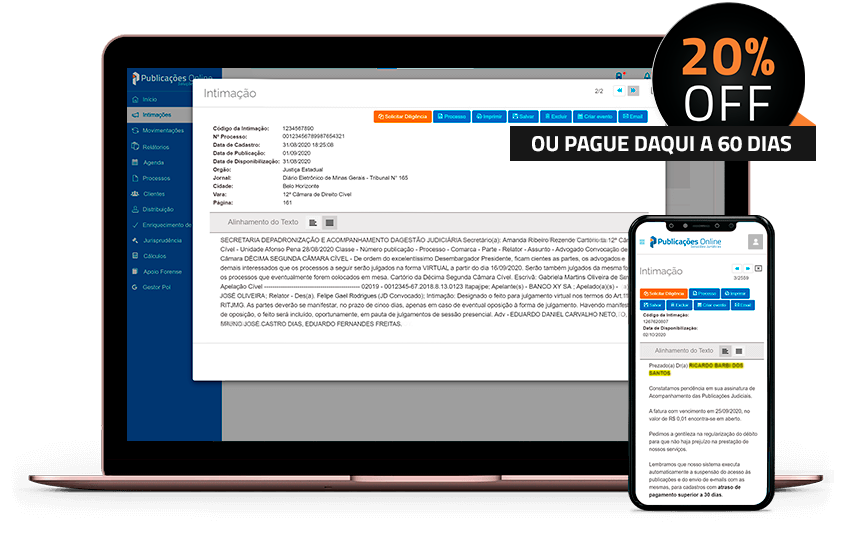 20%
OFF
OU PAGUE DAQUI A 60 DIAS
Publicações Online
Início
Intimações
Movimentações
Relatórios
Agenda
Processos
Clientes
Distribuição
Enriquecimento de
Jurisprudência
Cálculos
Apoio Forense
Gestor Pol
Intimação
2/2
Solicitar Diligência
Processo
Imprimir
Salvar
Excluir
Criar evento
Email
Código da Intimação: 1234567890
Nº Processo: 00123456789987654321
Data de Cadastro: 31/08/2020 18:25:08
Data de Publicação: 01/09/2020
Data de Disponibilização: 31/08/2020
Orgão: Justiça Estadual
Jornal: Diário Eletrônico de Minas Gerais - Tribunal N° 165
Cidade: Belo Horizonte
Vara: 12ª Câmara de Direito Cível
Página: 161
Alinhamento do Texto
SECRETARIA DEPADRONIZAÇÃO E ACOMPANHAMENTO DAGESTÃO JUDICIÁRIA Secretário(a): Amanda Ribeiro Rezende Cartório da 12ª
Cível - Unidade Afonso Pena 28/08/2020 Classe - Número publicação - Processo - Comarca - Parte - Relator - Assunto - Advogado Convocação de
Câmara DÉCIMA SEGUNDA CÂMARA CÍVEL - De ordem do excelentíssimo Desembargador Presidente, ficam cientes as partes, os advogados e
demais interessados que os processos a seguir serão julgados na forma VIRTUAL a partir do dia 16/09/2020. Serão também julgados da mesma
os processos que eventualmente forem colocados em mesa. Cartório da Décima Segunda Câmara Cível. Escrivã: Gabriela Martins Oliveira de
Apelação Cível ---------------------------------- 02019 - 0012345-67.2018.8.13.0123 Itapajpe; Apelante(s) - BANCO XY SA ; Apelado(a)(s) -
JOSÉ OLIVEIRA; Relator - Des(a). Felipe Gael Rodrigues (JD Convocado); Intimação: Designado o feito para julgamento virtual nos termos do Art.
RITJMG. As partes deverão se manifestar, no prazo de cinco dias, apenas em caso de eventual oposição à forma de julgamento. Havendo
de oposição, o feito será incluído, oportunamente, em pauta de julgamentos de sessão presencial. Adv - EDUARDO DANIEL CARVALHO NETO,
JOSÉ CASTRO DIAS, EDUARDO FERNANDES FREITAS.
Publicações Online
Intimação
3/2559
Solicitar Diligência
Processo
Imprimir
Salvar
Excluir
Criar evento
Email
Código da Intimação:
1267620907
Data de Disponibilização:
02/10/2020
Alinhamento do Texto
Prezado(a) Dr(a) RICARDO BARBI DOS
SANTOS
Constatamos pendência em sua assinatura de
Acompanhamento das Publicações Judiciais.
A fatura com vencimento em 25/09/2020, no
valor de R$ 0,01 encontra-se em aberto.
Pedimos a gentileza na regularização do débito
para que não haja prejuízo na prestação de
nossos serviços.
Lembramos que nosso sistema executa
automaticamente a suspensão do acesso às
publicações e do envio de e-mails com as
mesmas, para cadastros com atraso de
pagamento superior a 30 dias.